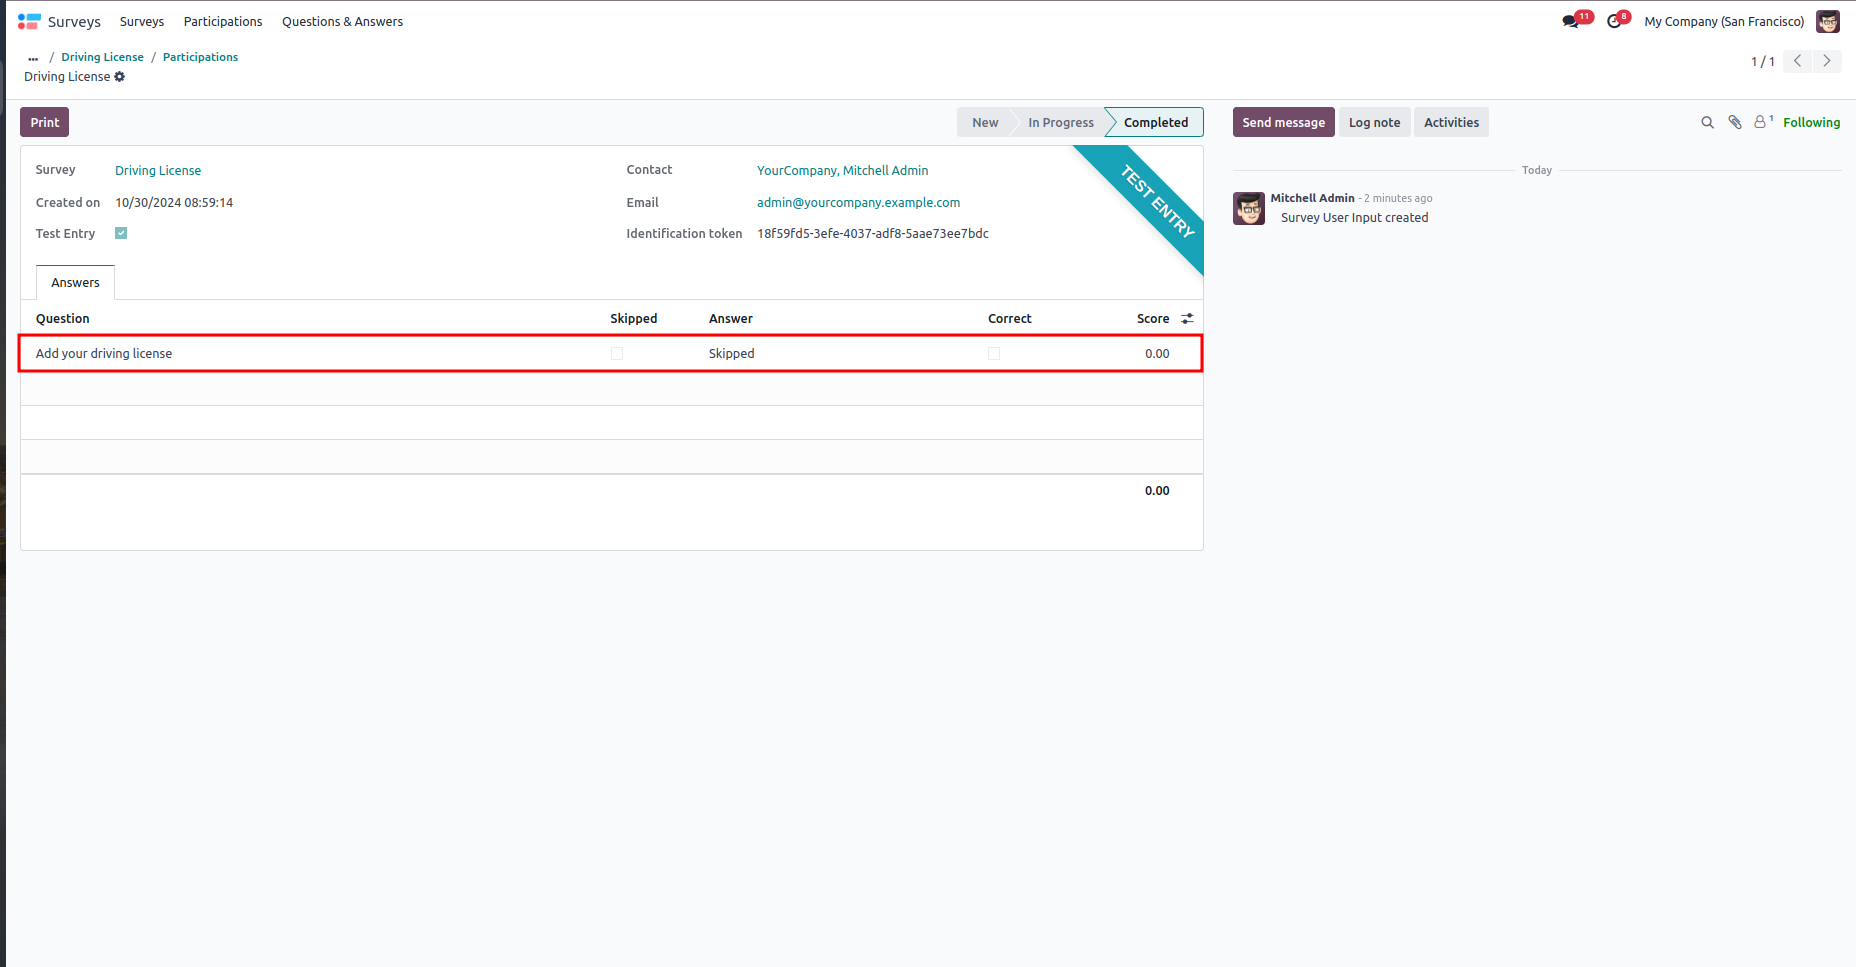 Surveys Surveys Participations Questions & Answers 11 8 My Company (San Francisco)
... / Driving License / Participations
Driving License
1 / 1
Print New In Progress Completed Send message Log note Activities 1 Following
Survey Driving License Contact YourCompany, Mitchell Admin
Created on 10/30/2024 08:59:14 Email admin@yourcompany.example.com
Test Entry Identification token 18f59fd5-3efe-4037-adf8-5aae73ee7bdc
TEST ENTRY
Today
Mitchell Admin - 2 minutes ago
Survey User Input created
Answers
Question Skipped Answer Correct Score
Add your driving license Skipped 0.00
0.00